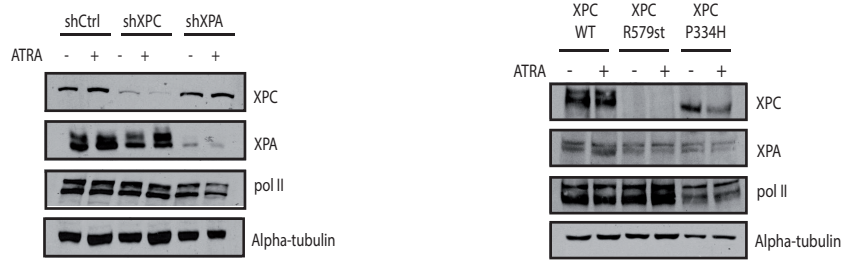 shCtrl shXPC shXPA
ATRA - + - + - +
XPC
XPA
pol II
Alpha-tubulin
XPC WT XPC R579st XPC P334H
ATRA - + - + - +
XPC
XPA
pol II
Alpha-tubulin